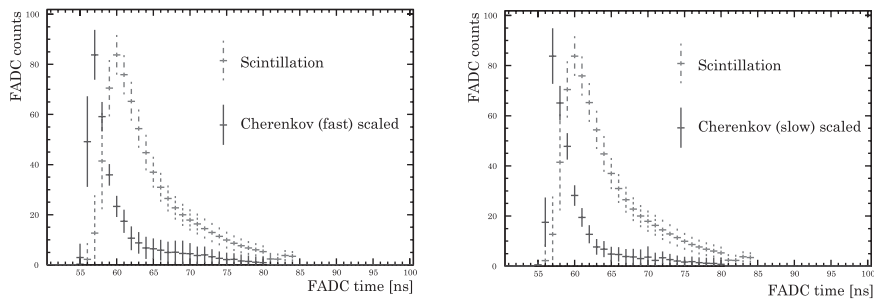 FADC counts
100
80
60
40
20
0
Scintillation
Cherenkov (fast) scaled
55 60 65 70 75 80 85 90 95 100
FADC time [ns]
FADC counts
100
80
60
40
20
0
Scintillation
Cherenkov (slow) scaled
55 60 65 70 75 80 85 90 95 100
FADC time [ns]